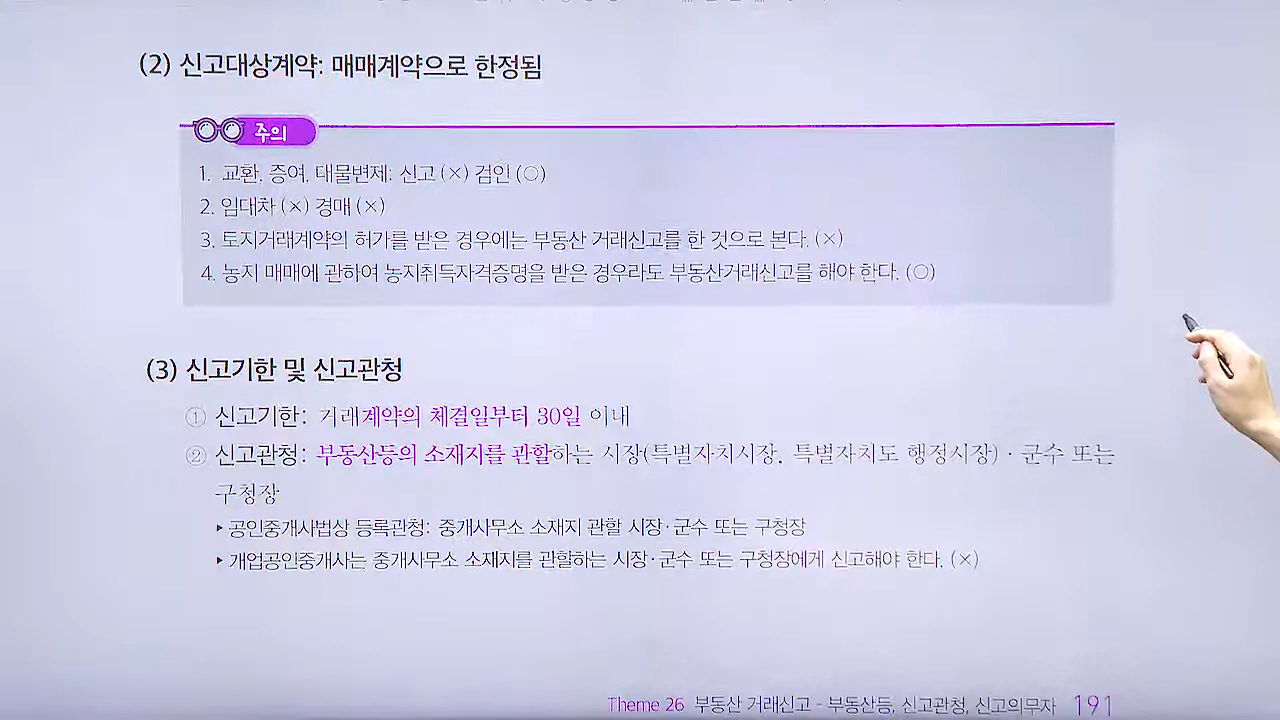 (2) 신고대상계약: 매매계약으로 한정됨
주의
1. 교환, 증여, 대물변제: 신고 (×) 검인 (○)
2. 임대차 (×) 경매 (×)
3. 토지거래계약의 허가를 받은 경우에는 부동산 거래신고를 한 것으로 본다. (×)
4. 농지 매매에 관하여 농지취득자격증명을 받은 경우라도 부동산거래신고를 해야 한다. (○)
(3) 신고기한 및 신고관청
① 신고기한: 거래계약의 체결일부터 30일 이내
② 신고관청: 부동산등의 소재지를 관할하는 시장(특별자치시장, 특별자치도 행정시장)·군수 또는
구청장
▸공인중개사법상 등록관청: 중개사무소 소재지 관할 시장·군수 또는 구청장
▸개업공인중개사는 중개사무소 소재지를 관할하는 시장·군수 또는 구청장에게 신고해야 한다. (×)
Theme 26 부동산 거래신고 - 부동산등, 신고관청, 신고의무자 191